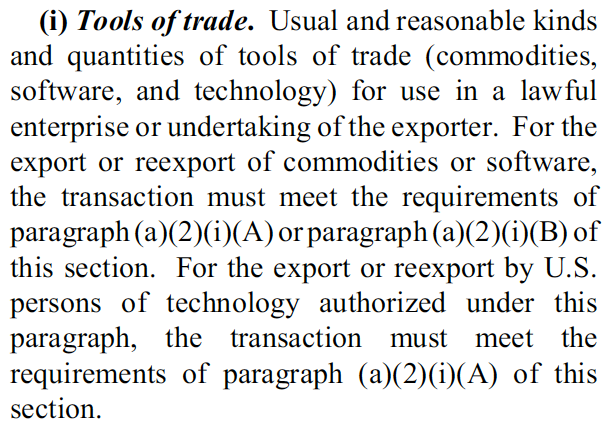 (i) Tools of trade. Usual and reasonable kinds
and quantities of tools of trade (commodities,
software, and technology) for use in a lawful
enterprise or undertaking of the exporter. For the
export or reexport of commodities or software,
the transaction must meet the requirements of
paragraph (a)(2)(i)(A) or paragraph (a)(2)(i)(B) of
this section. For the export or reexport by U.S.
persons of technology authorized under this
paragraph, the transaction must meet the
requirements of paragraph (a)(2)(i)(A) of this
section.